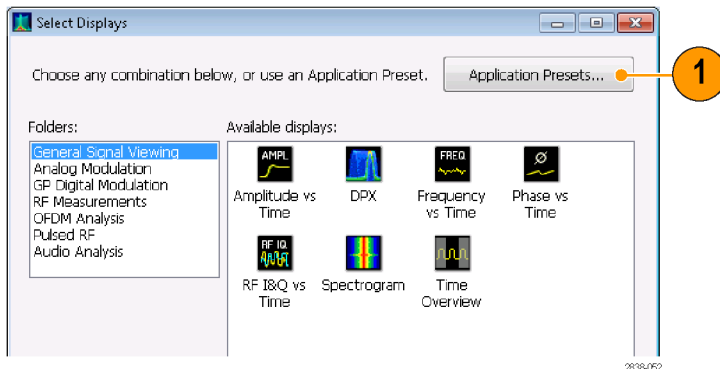 Select Displays
Choose any combination below, or use an Application Preset.
Application Presets...
1
Folders:
General Signal Viewing
Analog Modulation
GP Digital Modulation
RF Measurements
OFDM Analysis
Pulsed RF
Audio Analysis
Available displays:
AMPL
Amplitude vs
Time
DPX
FREQ
Frequency
vs Time
Ø
Phase vs
Time
RF IQ
RF I&Q vs
Time
Spectrogram
Time
Overview
2838-052